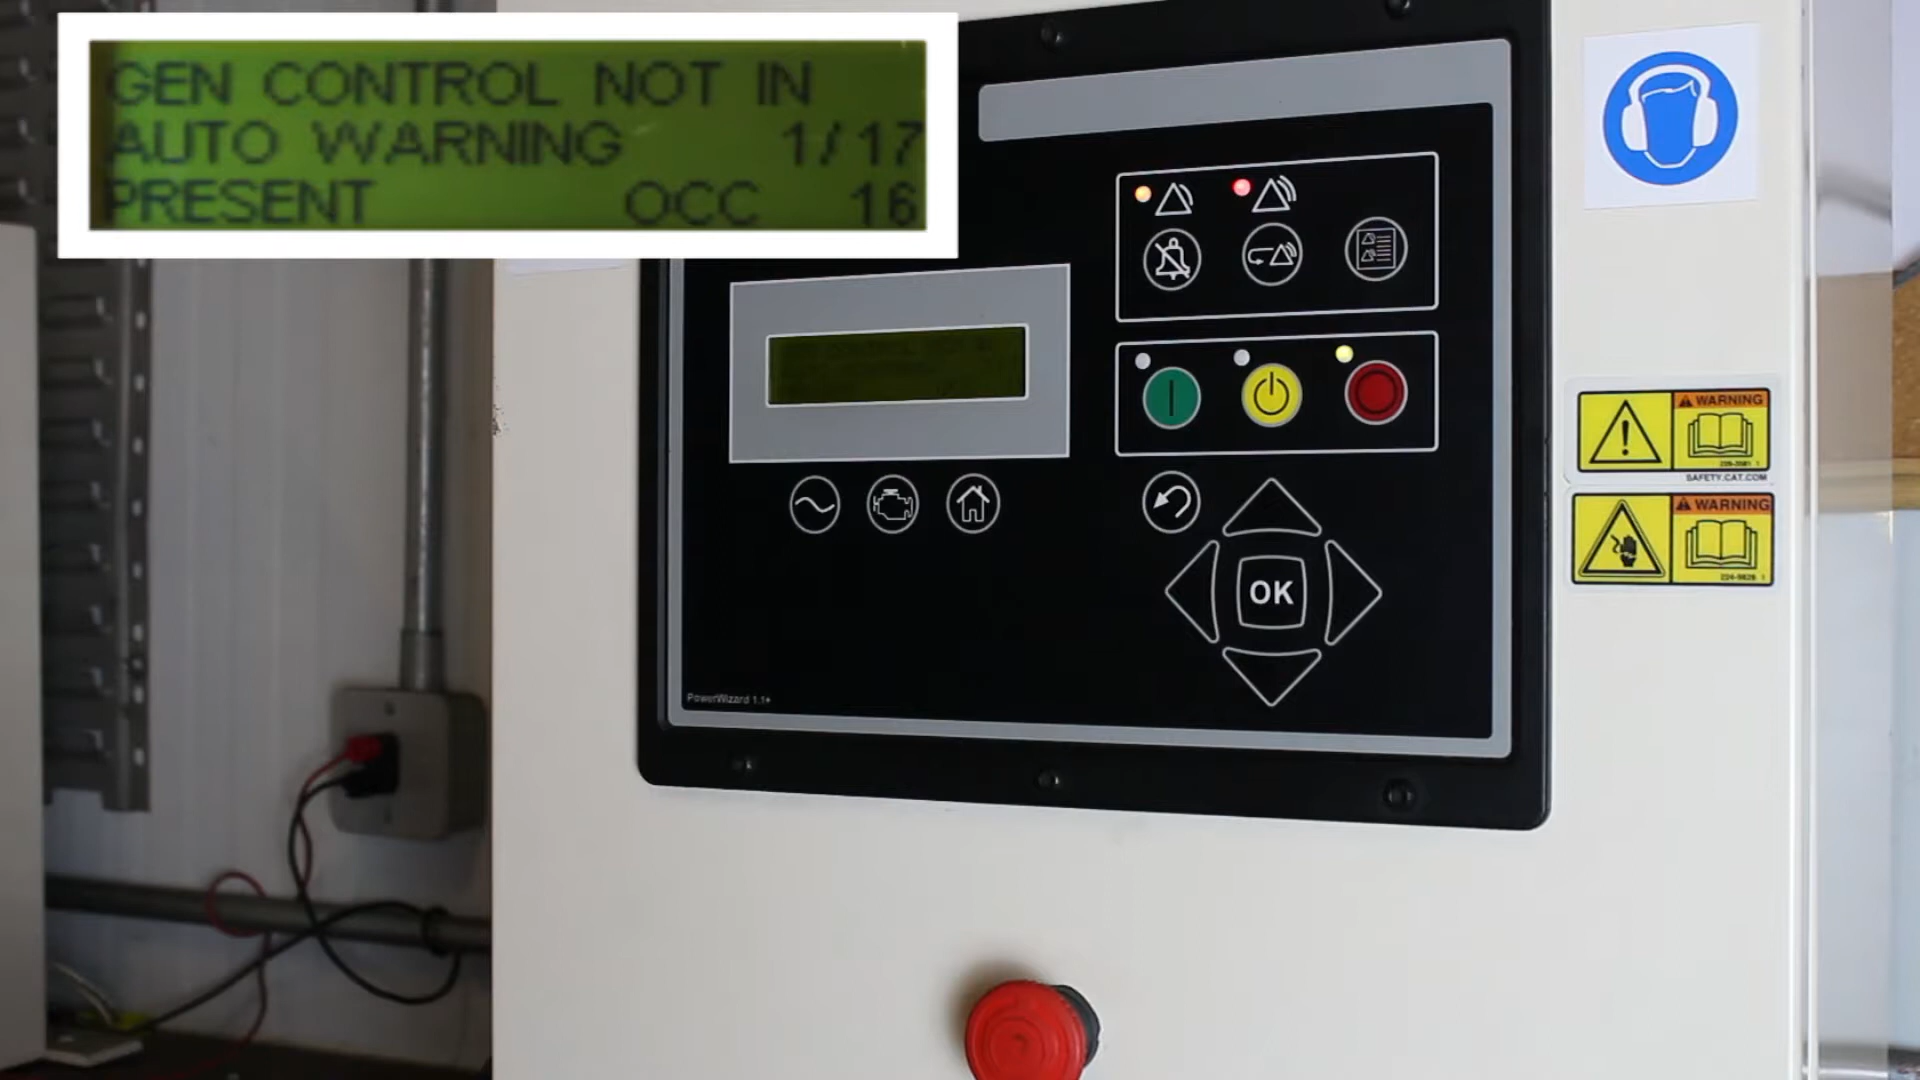 GEN CONTROL NOT IN
AUTO WARNING 1/17
PRESENT OCC 16
OK
PowerWizard 1.1+
WARNING
SAFETY.CAT.COM
WARNING